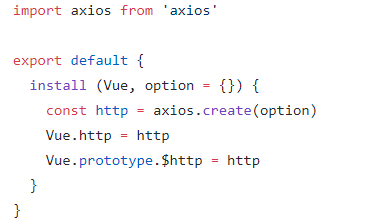 import axios from 'axios'

export default {
  install (Vue, option = {}) {
    const http = axios.create(option)
    Vue.http = http
    Vue.prototype.$http = http
  }
}